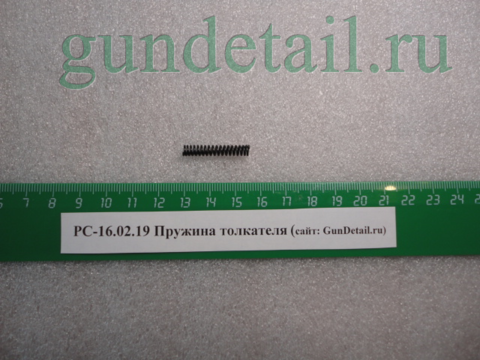 gundetail.ru
6 7 8 9 10 11 12 13 14 15 16 17 18 19 20 21 22 23 24 25
РС-16.02.19 Пружина толкателя (сайт: GunDetail.ru)